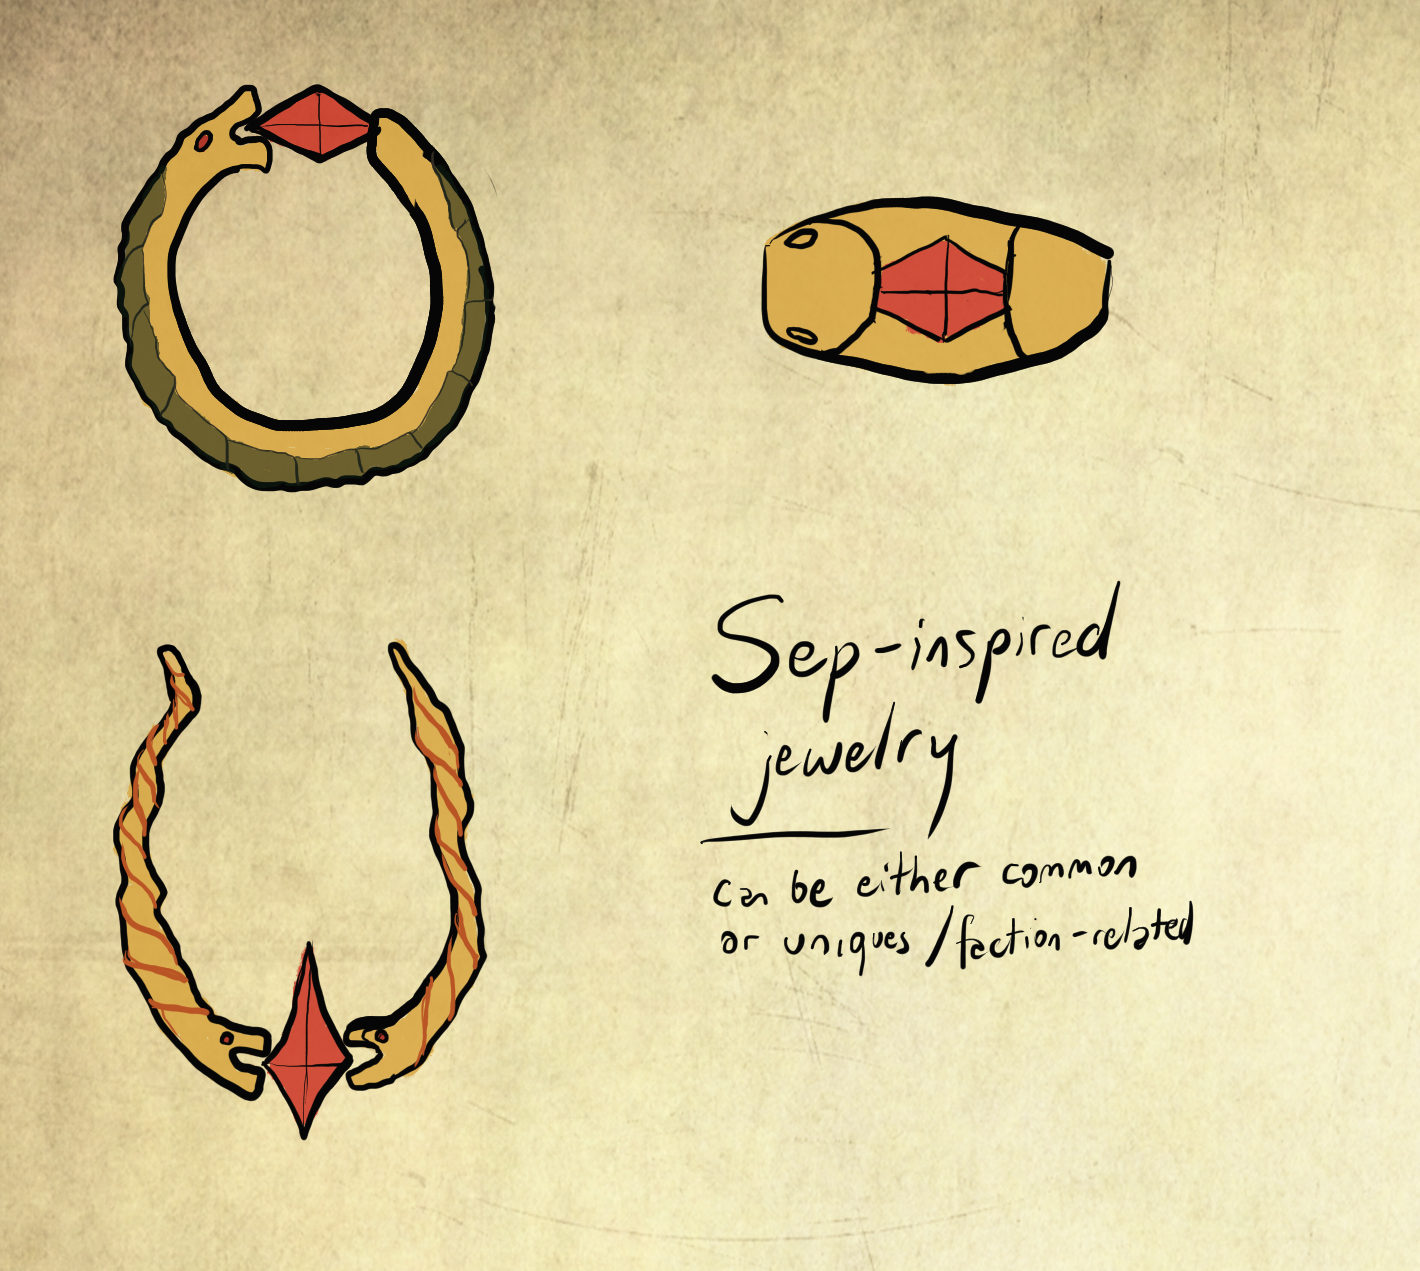 Sep-inspired
jewelry
can be either common
or uniques/faction-related